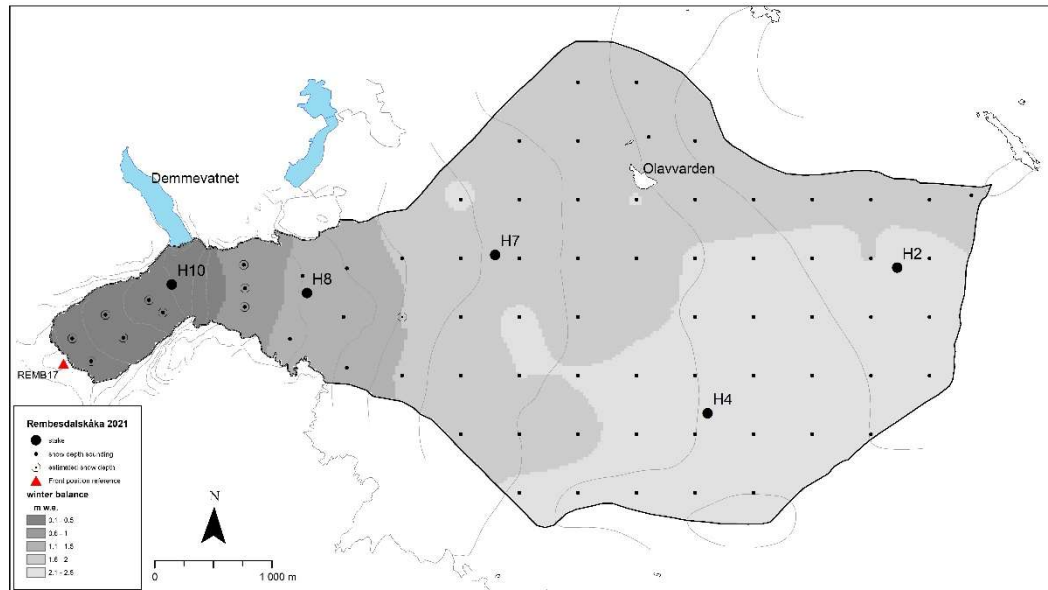 Demmevatnet
Olavvarden
H7
H2
H10
H8
REMB17
H4
Rembesdalskåka 2021
stake
snow depth sounding
estimated snow depth
Front position reference
winter balance
m w.e.
0.1 - 0.5
0.6 - 1
1.1 - 1.5
1.6 - 2
2.1 - 2.5
N
0
1 000 m